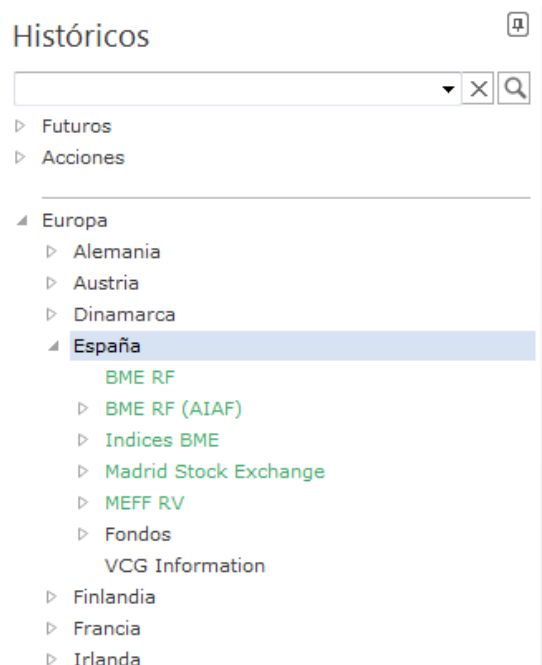 Históricos
Futuros
Acciones
Europa
Alemania
Austria
Dinamarca
España
BME RF
BME RF (AIAF)
Indices BME
Madrid Stock Exchange
MEFF RV
Fondos
VCG Information
Finlandia
Francia
Irlanda